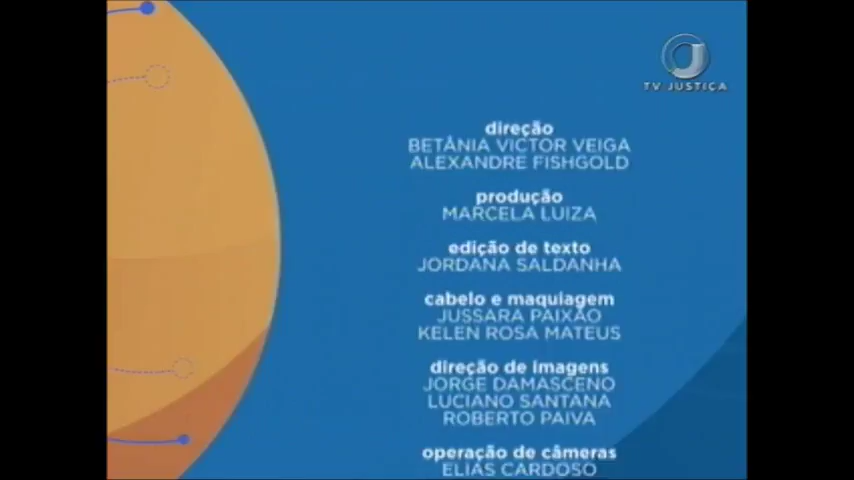 TV JUSTIÇA
direção
BETÂNIA VICTOR VEIGA
ALEXANDRE FISHGOLD
produção
MARCELA LUIZA
edição de texto
JORDANA SALDANHA
cabelo e maquiagem
JUSSARA PAIXÃO
KELEN ROSA MATEUS
direção de imagens
JORGE DAMASCENO
LUCIANO SANTANA
ROBERTO PAIVA
operação de câmeras
ELIAS CARDOSO